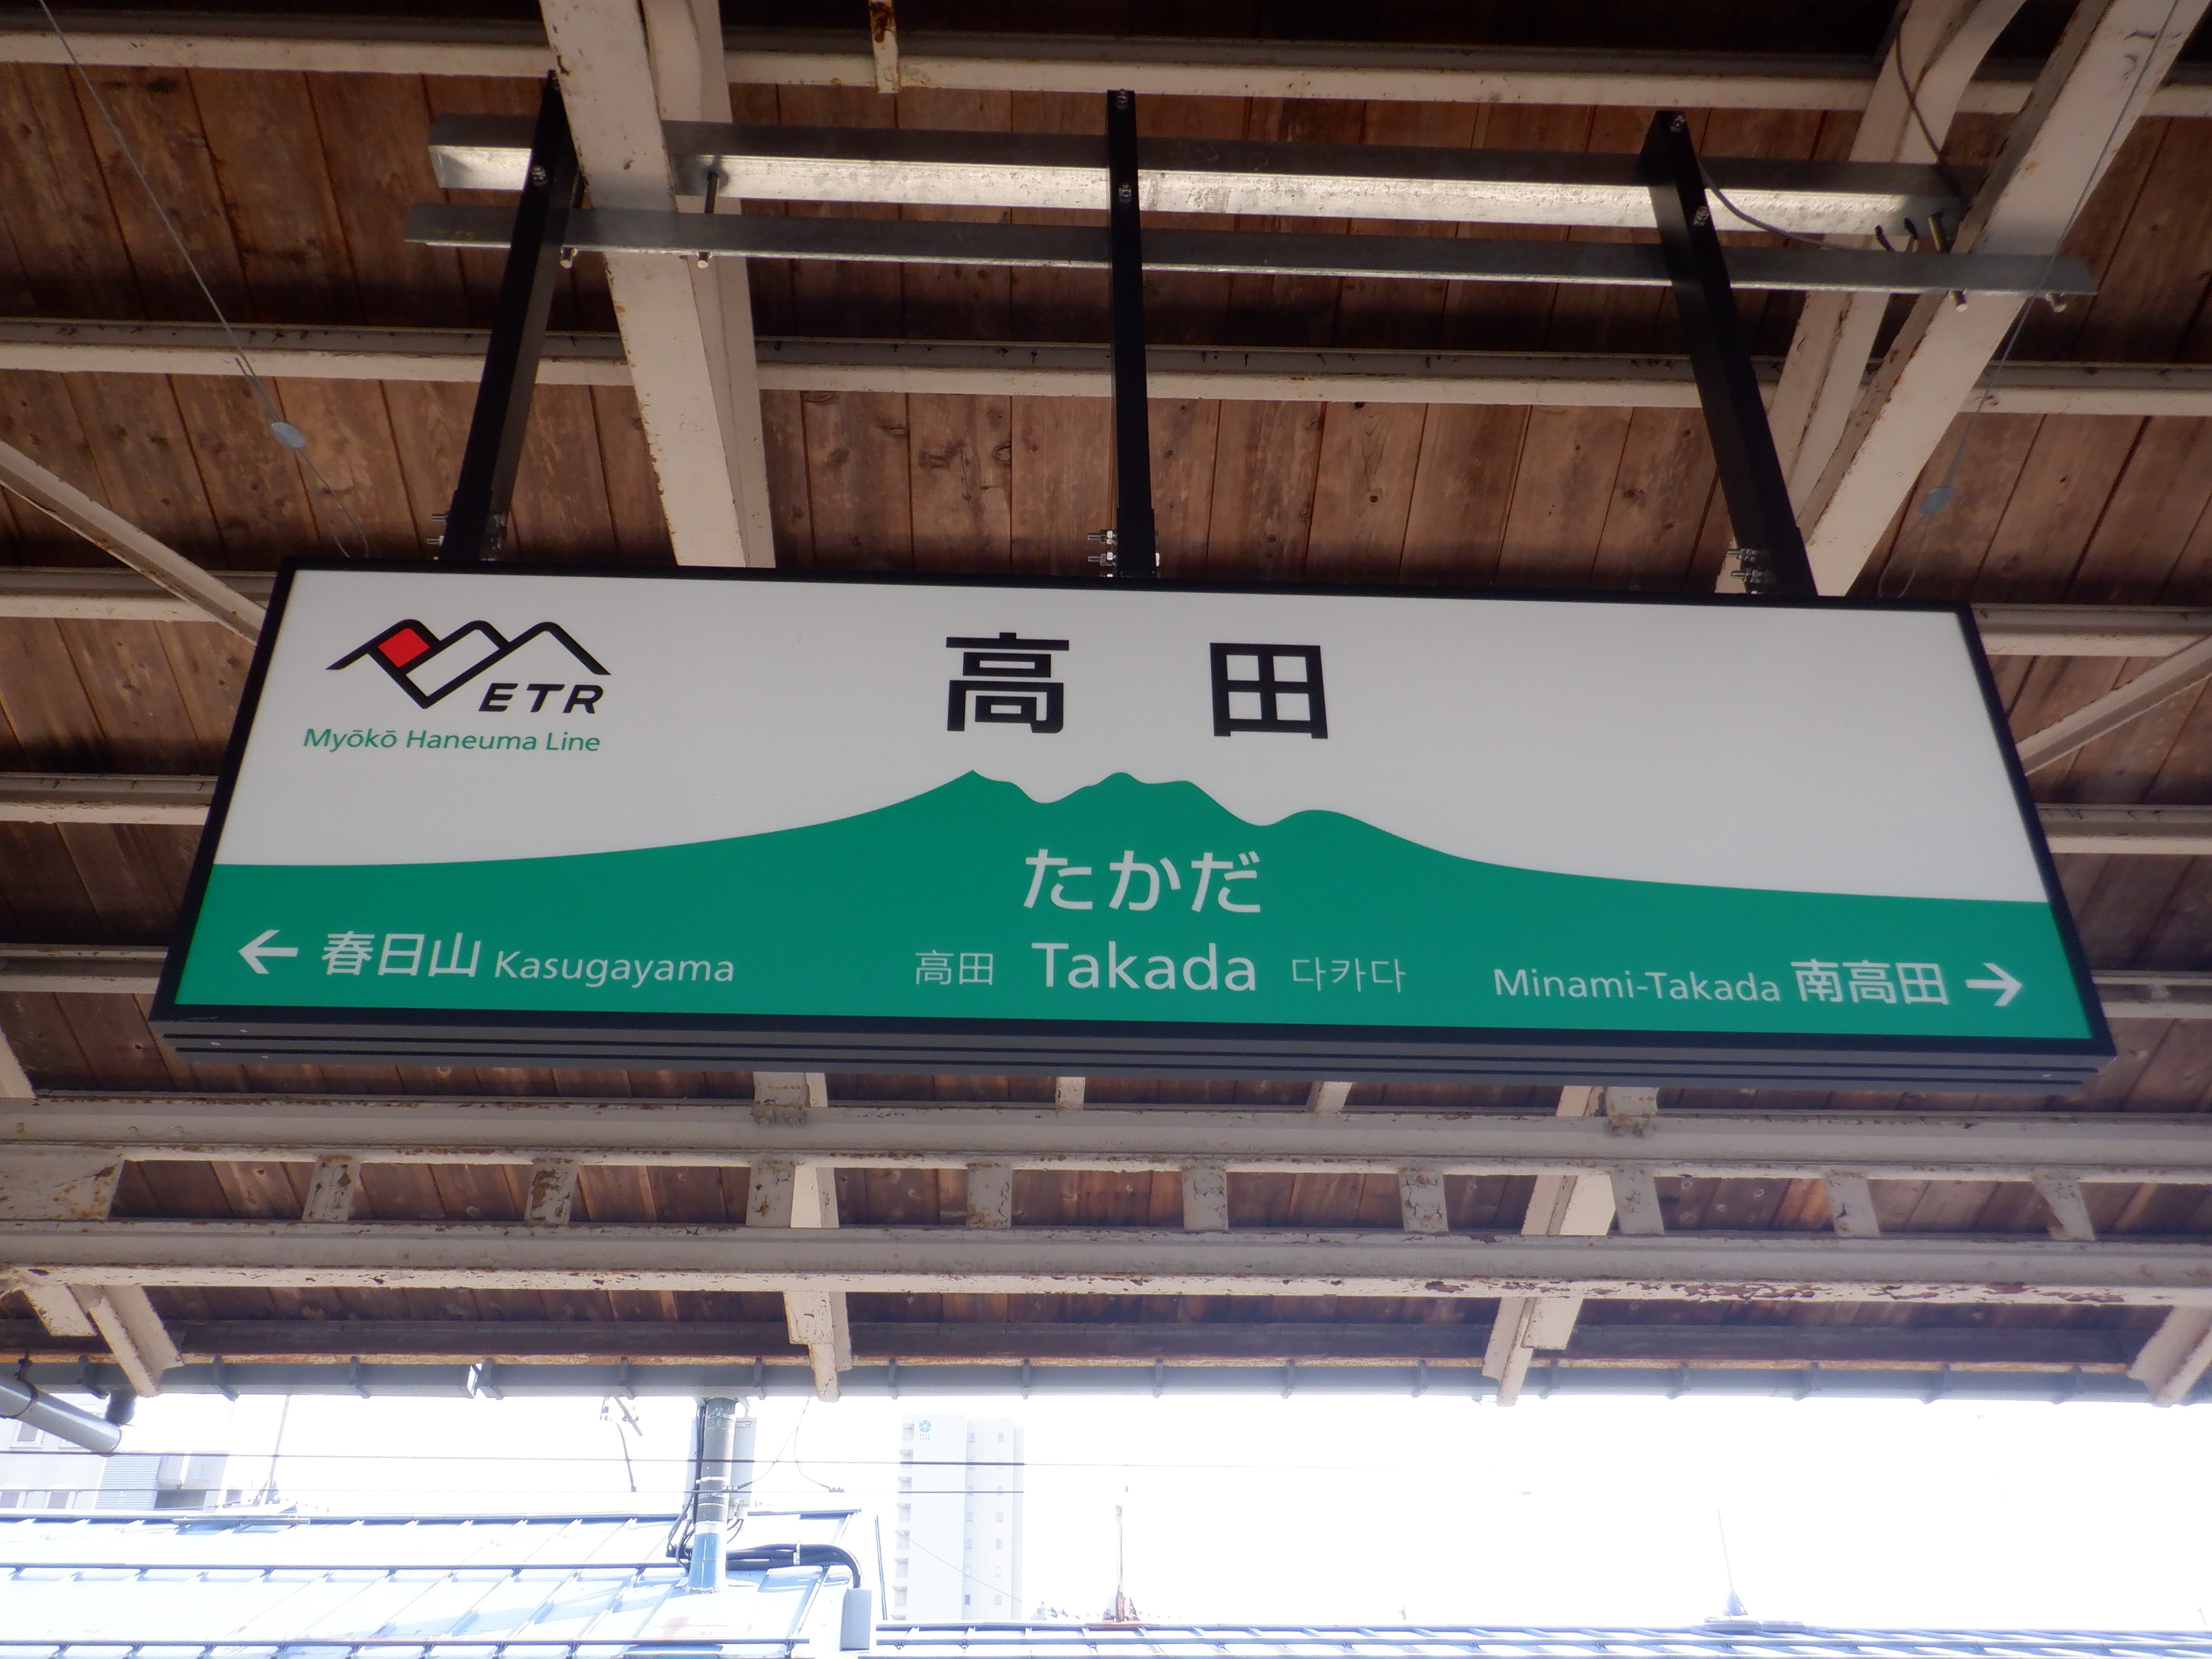 ETR
Myōkō Haneuma Line
高田
たかだ
← 春日山 Kasugayama
高田 Takada 다카다
Minami-Takada 南高田 →